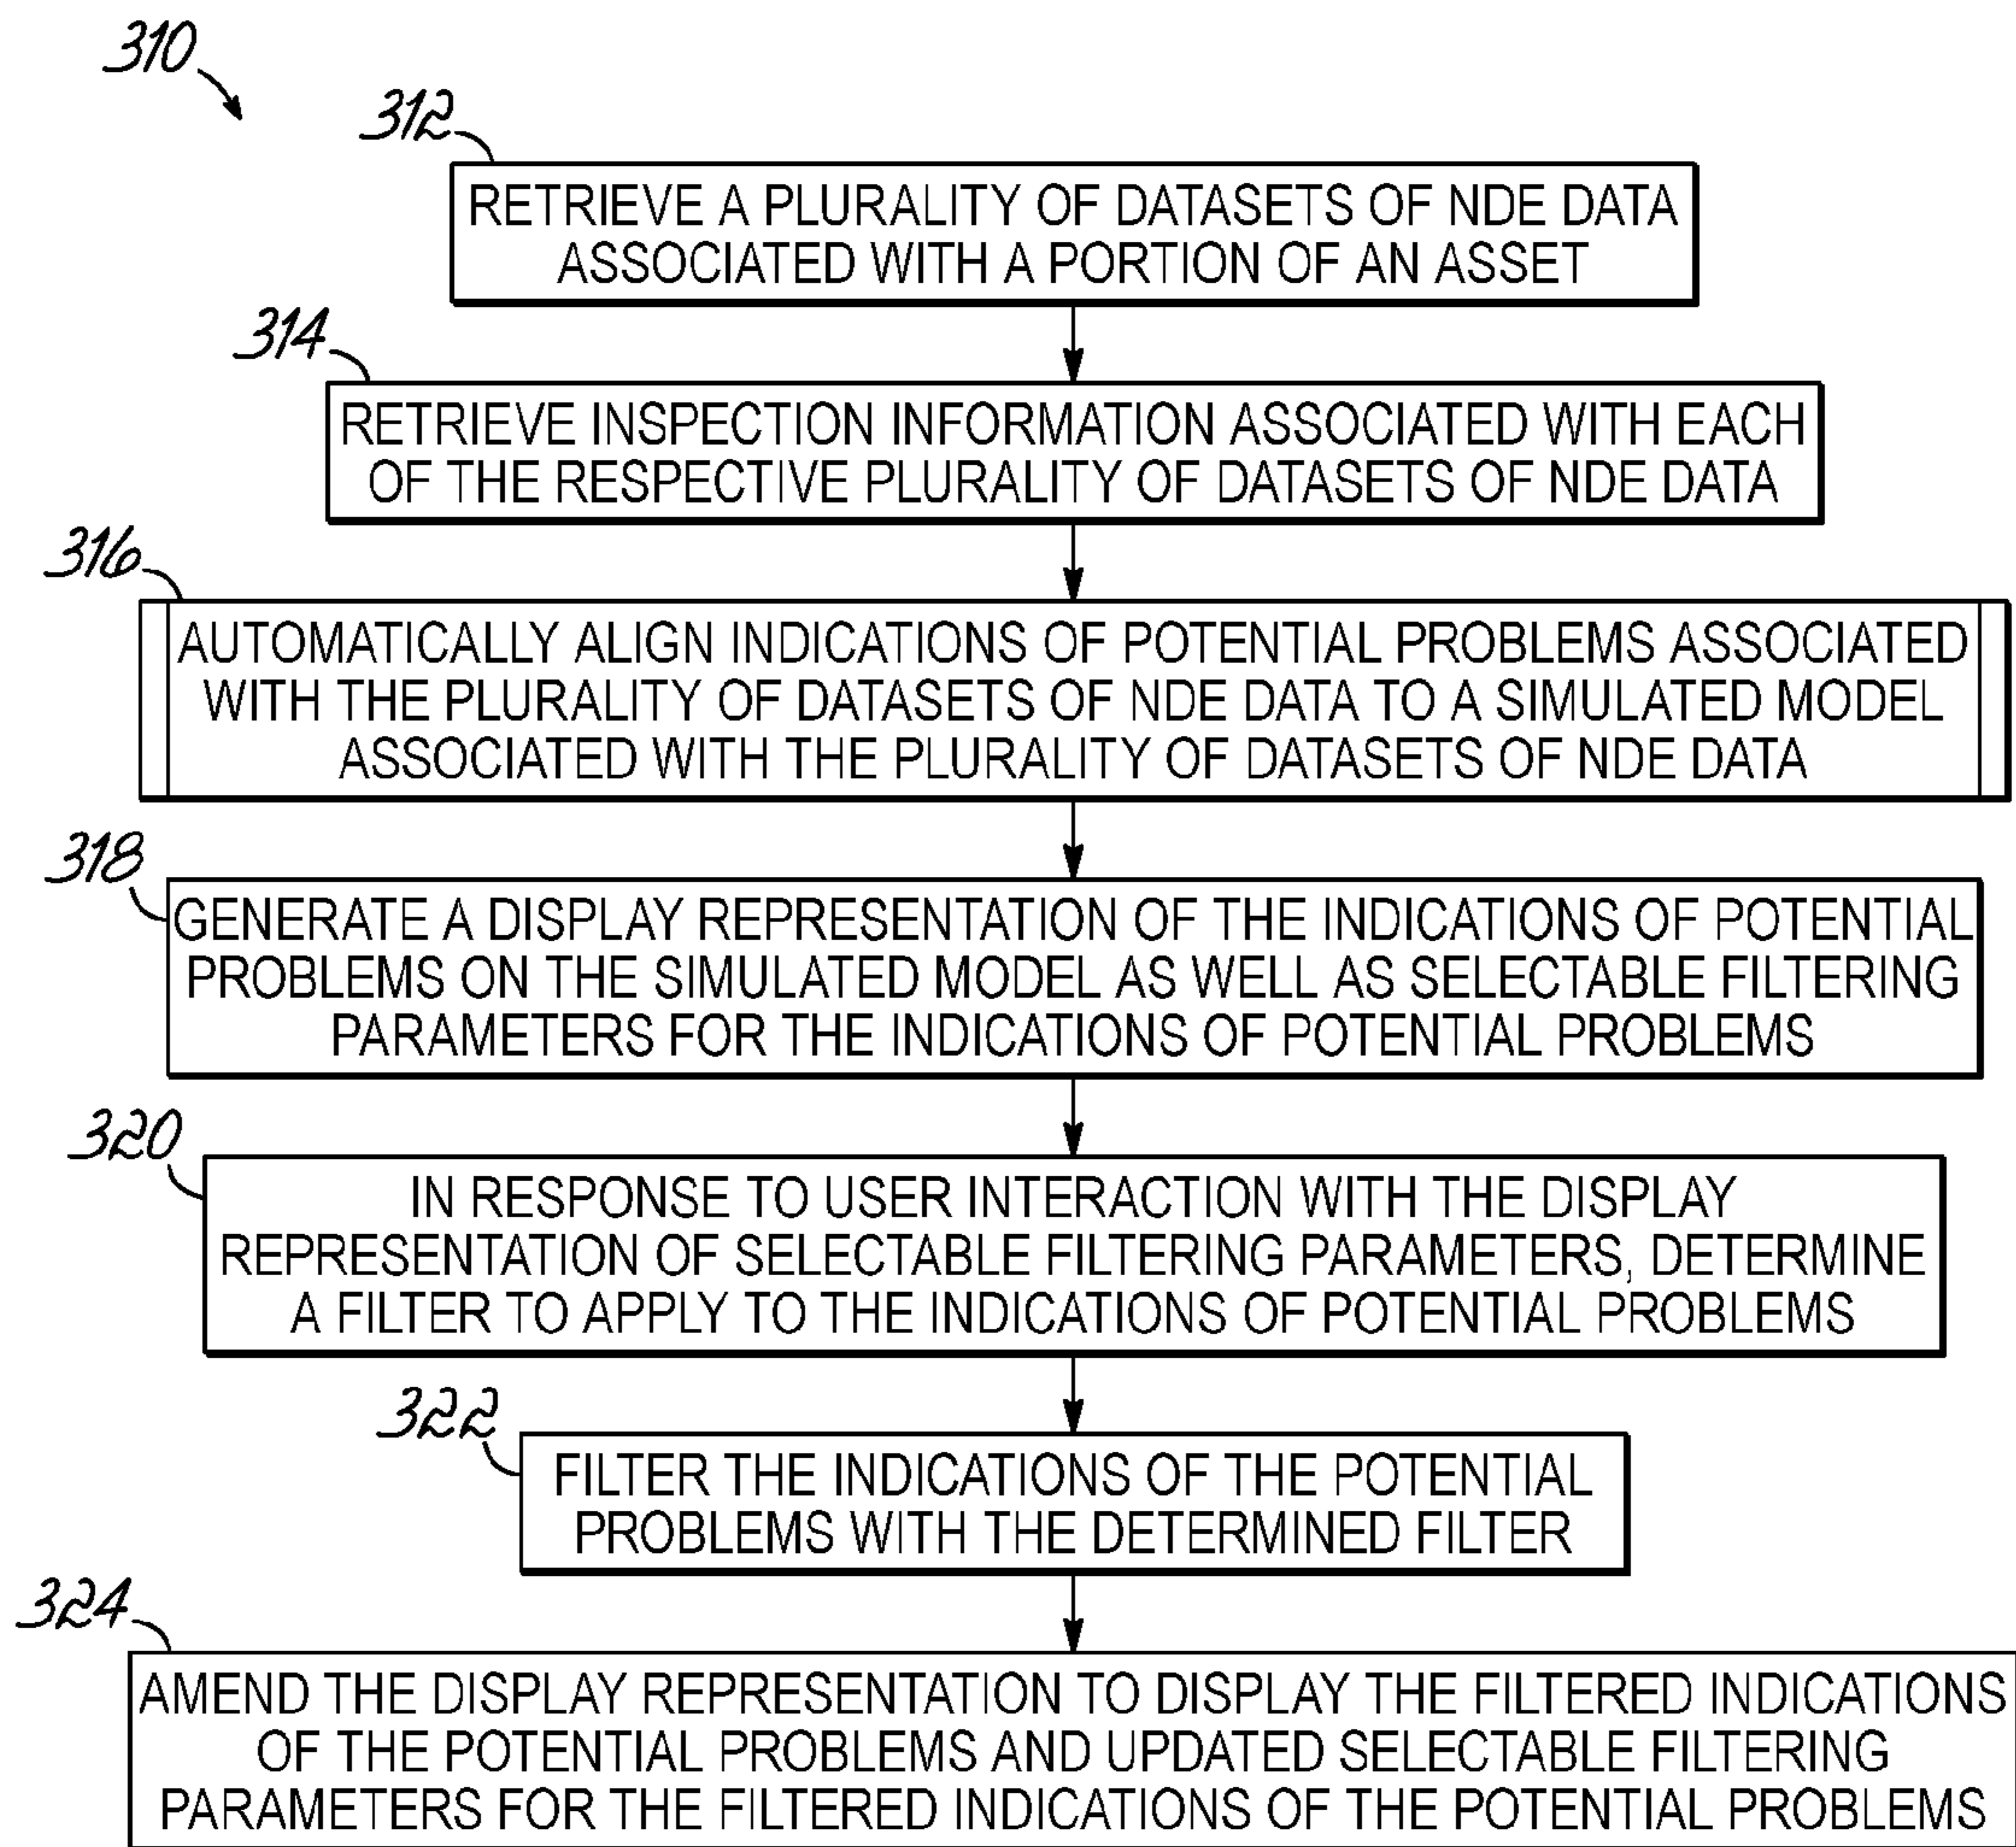 310
312
RETRIEVE A PLURALITY OF DATASETS OF NDE DATA
ASSOCIATED WITH A PORTION OF AN ASSET
314
RETRIEVE INSPECTION INFORMATION ASSOCIATED WITH EACH
OF THE RESPECTIVE PLURALITY OF DATASETS OF NDE DATA
316
AUTOMATICALLY ALIGN INDICATIONS OF POTENTIAL PROBLEMS ASSOCIATED
WITH THE PLURALITY OF DATASETS OF NDE DATA TO A SIMULATED MODEL
ASSOCIATED WITH THE PLURALITY OF DATASETS OF NDE DATA
318
GENERATE A DISPLAY REPRESENTATION OF THE INDICATIONS OF POTENTIAL
PROBLEMS ON THE SIMULATED MODEL AS WELL AS SELECTABLE FILTERING
PARAMETERS FOR THE INDICATIONS OF POTENTIAL PROBLEMS
320
IN RESPONSE TO USER INTERACTION WITH THE DISPLAY
REPRESENTATION OF SELECTABLE FILTERING PARAMETERS, DETERMINE
A FILTER TO APPLY TO THE INDICATIONS OF POTENTIAL PROBLEMS
322
FILTER THE INDICATIONS OF THE POTENTIAL
PROBLEMS WITH THE DETERMINED FILTER
324
AMEND THE DISPLAY REPRESENTATION TO DISPLAY THE FILTERED INDICATIONS
OF THE POTENTIAL PROBLEMS AND UPDATED SELECTABLE FILTERING
PARAMETERS FOR THE FILTERED INDICATIONS OF THE POTENTIAL PROBLEMS